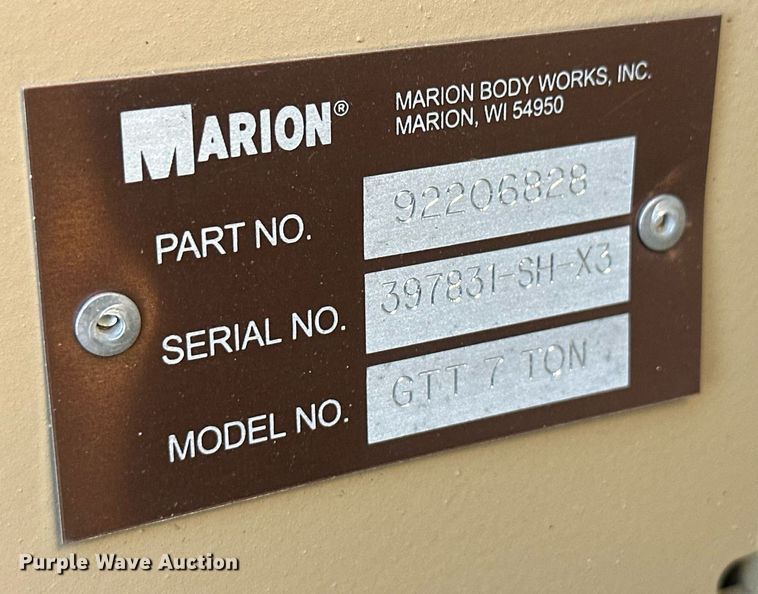 MARION®
MARION BODY WORKS, INC.
MARION, WI 54950
PART NO. 92206828
SERIAL NO. 397831-SH-X3
MODEL NO. GTT 7 TON
Purple Wave Auction